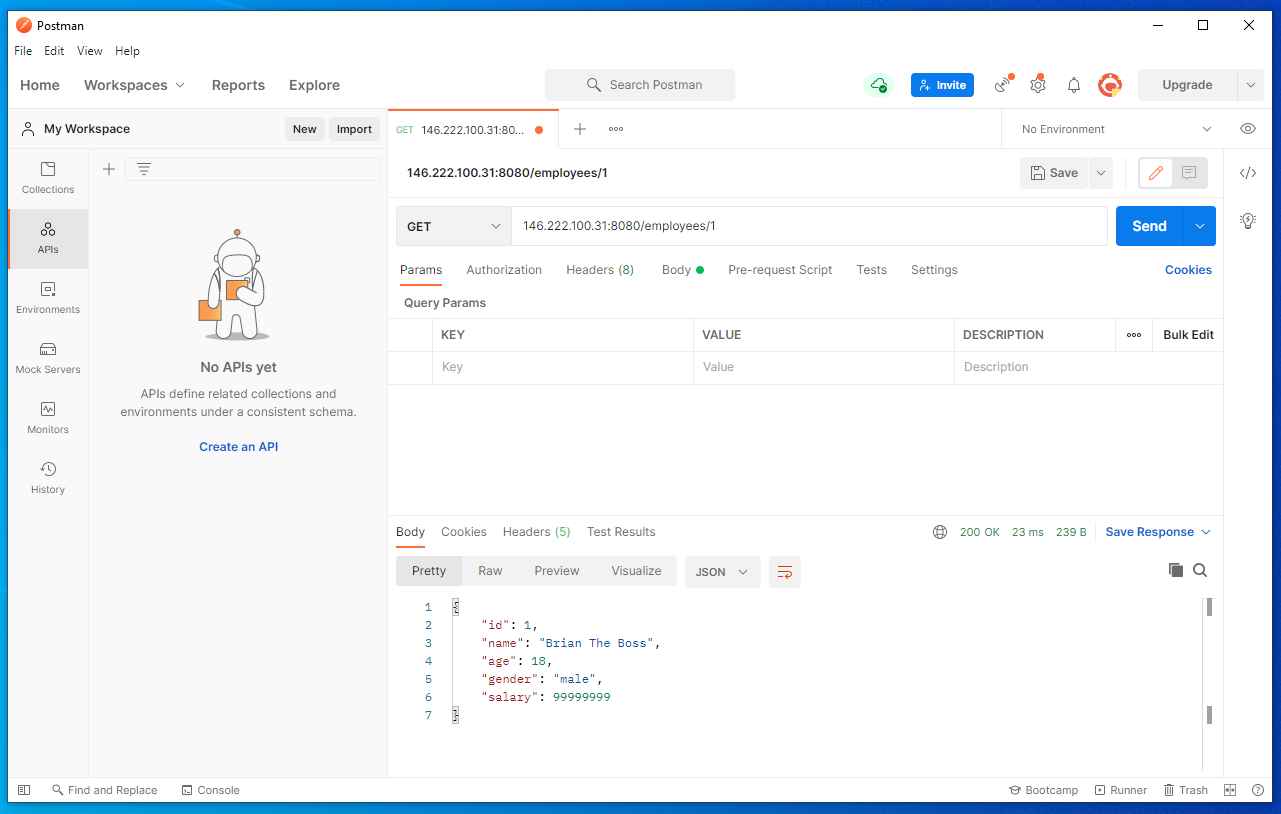 Postman
File Edit View Help
Home Workspaces Reports Explore Search Postman Invite Upgrade
My Workspace New Import
GET 146.222.100.31:80... No Environment
146.222.100.31:8080/employees/1 Save
Collections
APIs
Environments
Mock Servers
Monitors
History
No APIs yet
APIs define related collections and
environments under a consistent schema.
Create an API
GET 146.222.100.31:8080/employees/1 Send
Params Authorization Headers (8) Body Pre-request Script Tests Settings Cookies
Query Params
KEY VALUE DESCRIPTION Bulk Edit
Key Value Description
Body Cookies Headers (5) Test Results 200 OK 23 ms 239 B Save Response
Pretty Raw Preview Visualize JSON
1 {
2 "id": 1,
3 "name": "Brian The Boss",
4 "age": 18,
5 "gender": "male",
6 "salary": 99999999
7 }
Find and Replace Console Bootcamp Runner Trash